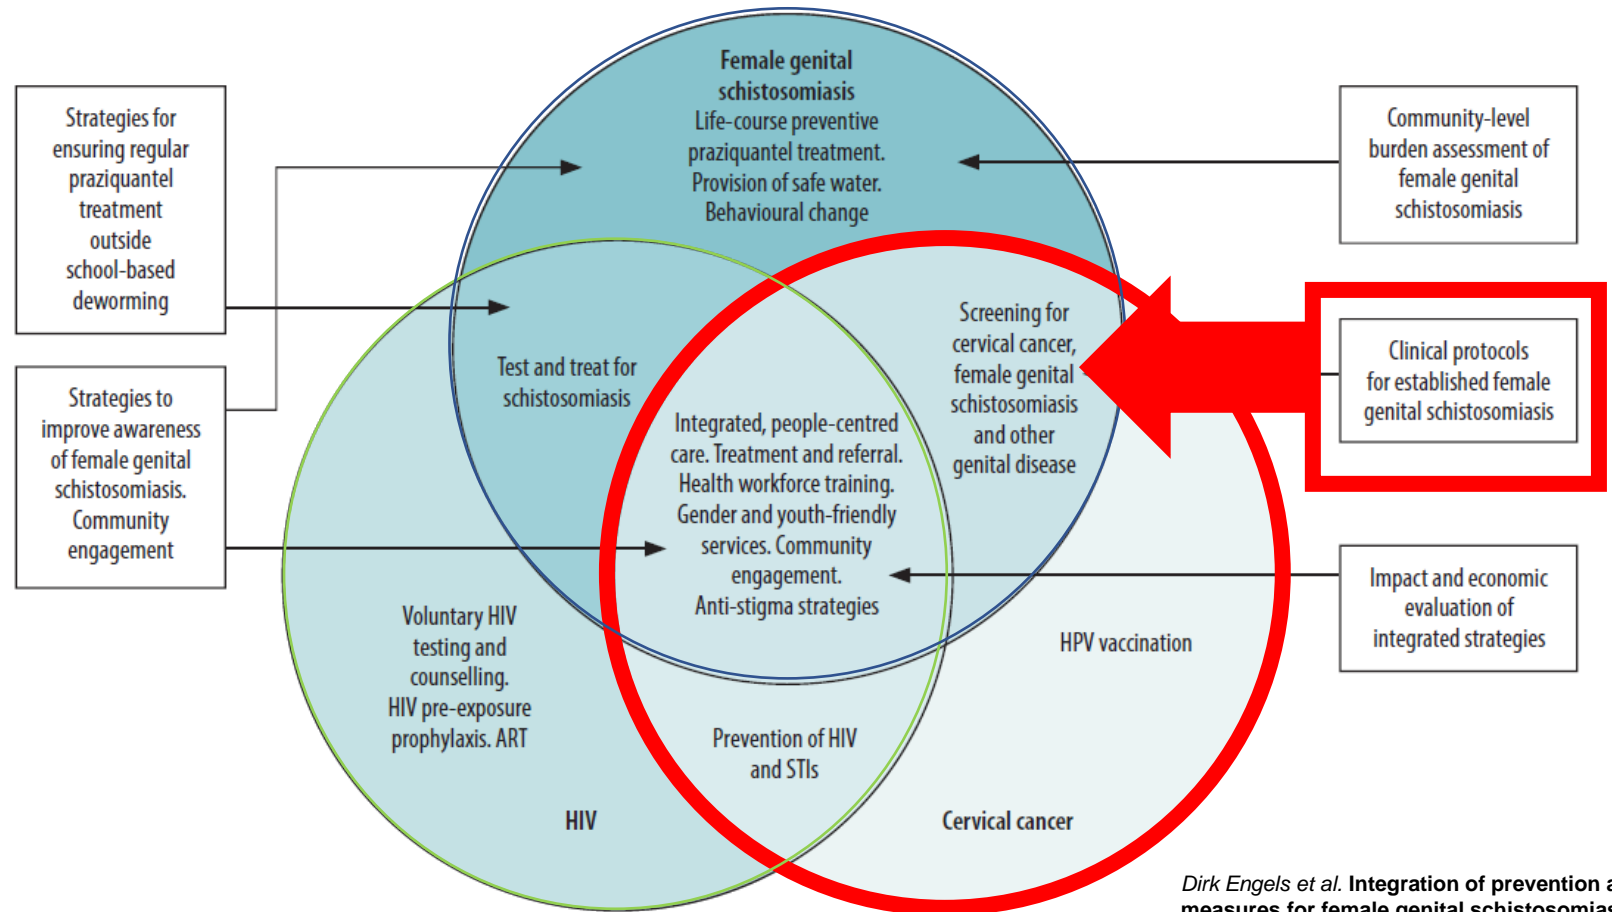 Female genital
schistosomiasis
Life-course preventive
praziquantel treatment.
Provision of safe water.
Behavioural change
Strategies for
ensuring regular
praziquantel
treatment
outside
school-based
deworming
Community-level
burden assessment of
female genital
schistosomiasis
Strategies to
improve awareness
of female genital
schistosomiasis.
Community
engagement
Test and treat for
schistosomiasis
Screening for
cervical cancer,
female genital
schistosomiasis
and other
genital disease
Clinical protocols
for established female
genital schistosomiasis
Integrated, people-centred
care. Treatment and referral.
Health workforce training.
Gender and youth-friendly
services. Community
engagement.
Anti-stigma strategies
Impact and economic
evaluation of
integrated strategies
Voluntary HIV
testing and
counselling.
HIV pre-exposure
prophylaxis. ART
HPV vaccination
Prevention of HIV
and STIs
HIV
Cervical cancer
Dirk Engels et al. Integration of prevention a
measures for female genital schistosomias